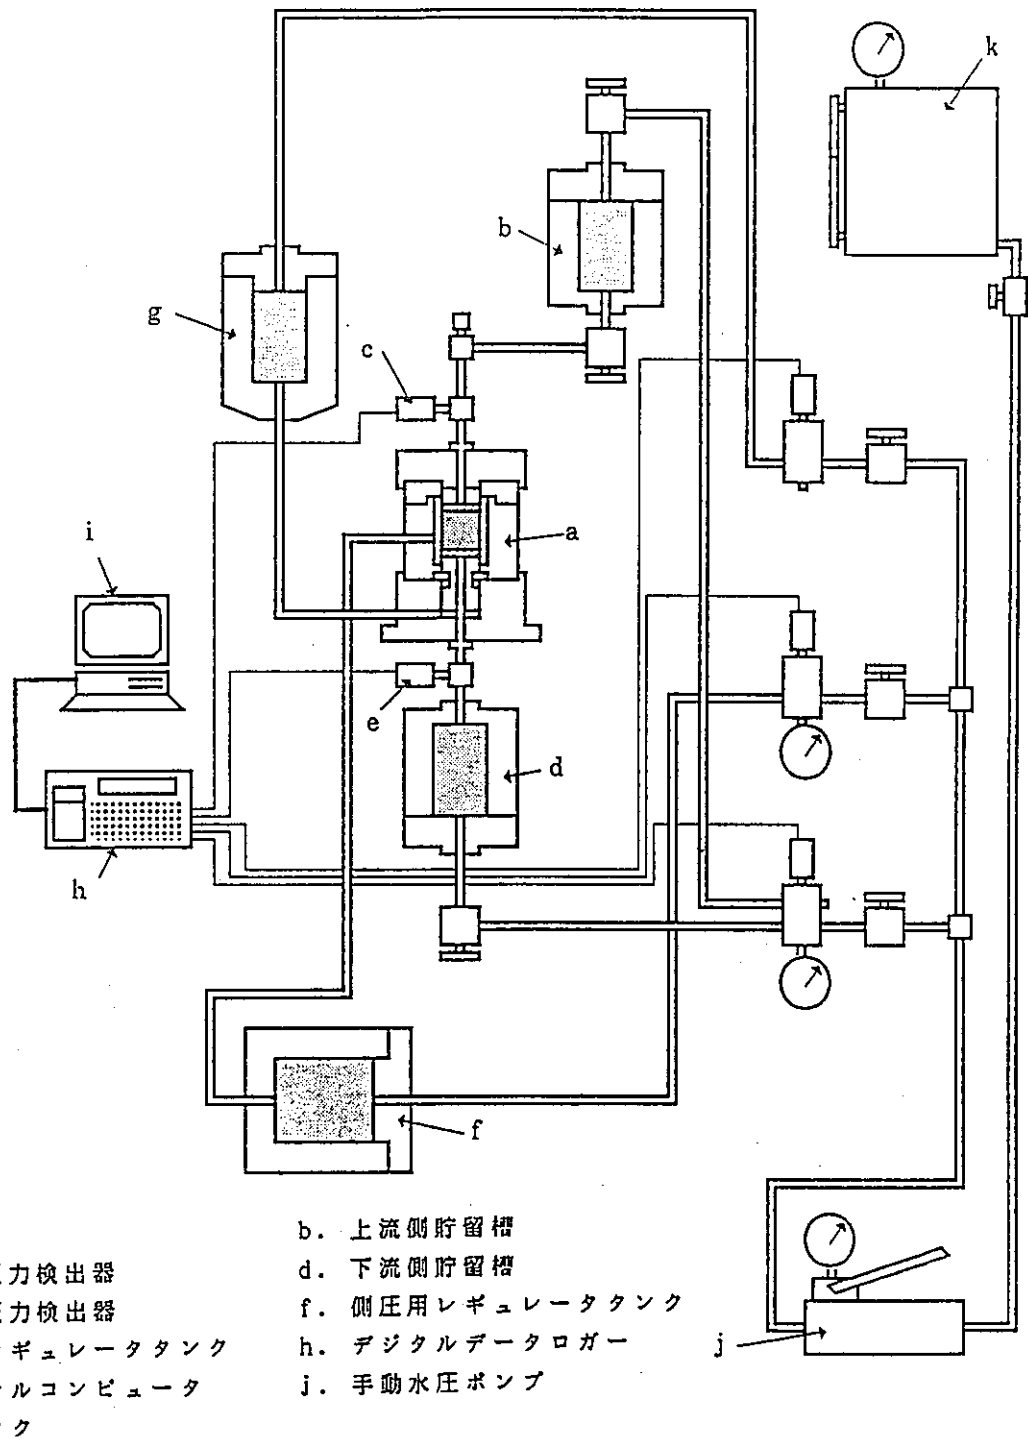 k
b
g
c
i
a
e
d
h
f
b. 上流側貯留槽
力検出器
d. 下流側貯留槽
力検出器
f. 側圧用レギュレータタンク
ギュレータタンク
h. デジタルデータロガー
ルコンピュータ
j. 手動水圧ポンプ
ク
j